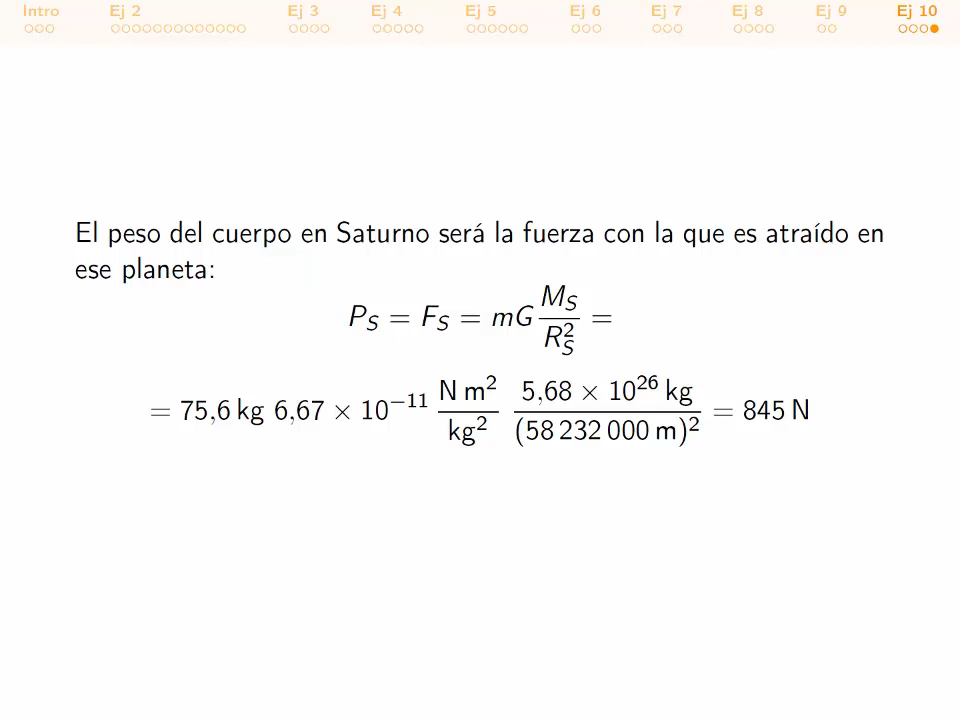 Intro Ej 2 Ej 3 Ej 4 Ej 5 Ej 6 Ej 7 Ej 8 Ej 9 Ej 10
El peso del cuerpo en Saturno será la fuerza con la que es atraído en
ese planeta:
P_S = F_S = mG \frac{M_S}{R_S^2} =
= 75,6 kg 6,67 × 10^{−11} \frac{N m^2}{kg^2} \frac{5,68 × 10^{26} kg}{(58 232 000 m)^2} = 845 N